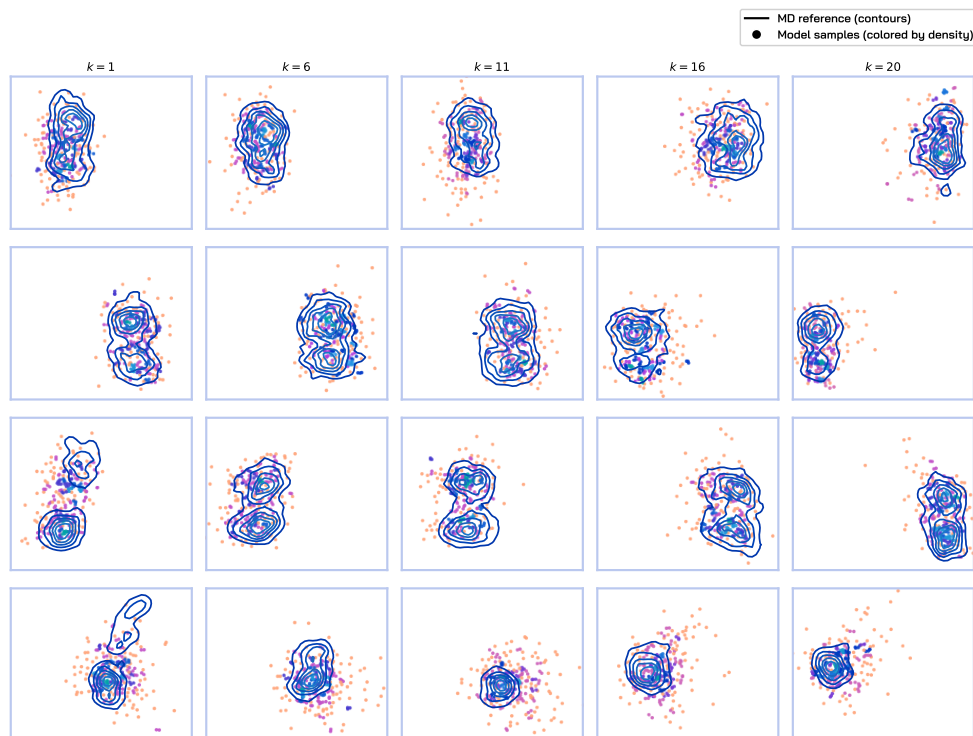 MD reference (contours)
Model samples (colored by density)
k = 1
k = 6
k = 11
k = 16
k = 20